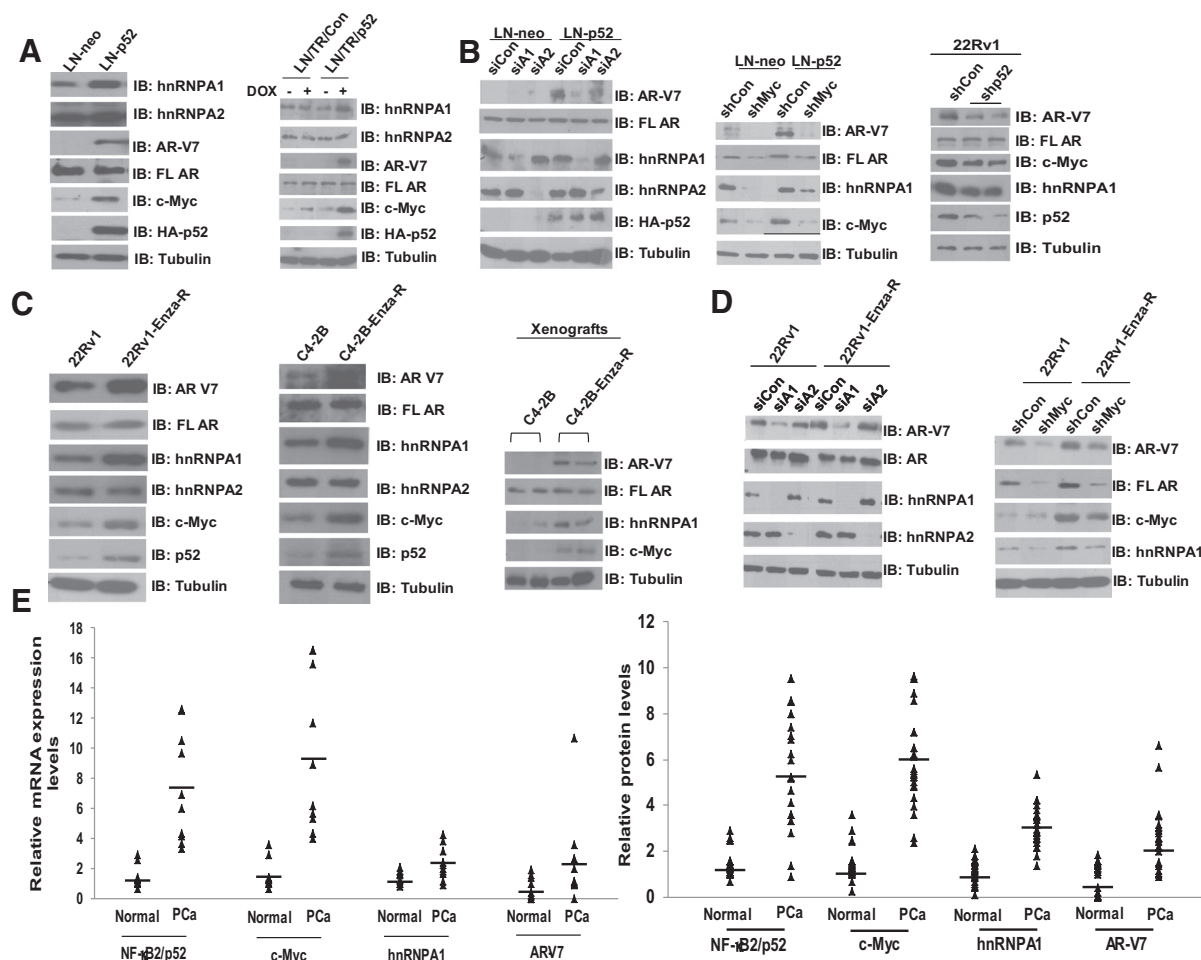 A
LN-neo
LN-p52
IB: hnRNPA1
IB: hnRNPA2
IB: AR-V7
IB: FL AR
IB: c-Myc
IB: HA-p52
IB: Tubulin
LN/TR/Con
LN/TR/p52
DOX - + - +
IB: hnRNPA1
IB: hnRNPA2
IB: AR-V7
IB: FL AR
IB: c-Myc
IB: HA-p52
IB: Tubulin
B
LN-neo LN-p52
siCon siA1 siA2 siCon siA1 siA2
IB: AR-V7
IB: FL AR
IB: hnRNPA1
IB: hnRNPA2
IB: HA-p52
IB: Tubulin
LN-neo LN-p52
shCon shMyc shCon shMyc
IB: AR-V7
IB: FL AR
IB: hnRNPA1
IB: c-Myc
IB: Tubulin
22Rv1
shCon shp52
IB: AR-V7
IB: FL AR
IB: c-Myc
IB: hnRNPA1
IB: p52
IB: Tubulin
C
22Rv1
22Rv1-Enza-R
IB: AR V7
IB: FL AR
IB: hnRNPA1
IB: hnRNPA2
IB: c-Myc
IB: p52
IB: Tubulin
C4-2B
C4-2B-Enza-R
IB: AR V7
IB: FL AR
IB: hnRNPA1
IB: hnRNPA2
IB: c-Myc
IB: p52
IB: Tubulin
Xenografts
C4-2B
C4-2B-Enza-R
IB: AR-V7
IB: FL AR
IB: hnRNPA1
IB: c-Myc
IB: Tubulin
D
22Rv1
22Rv1-Enza-R
siCon siA1 siA2 siCon siA1 siA2
IB: AR-V7
IB: AR
IB: hnRNPA1
IB: hnRNPA2
IB: Tubulin
22Rv1
22Rv1-Enza-R
shCon shMyc shCon shMyc
IB: AR-V7
IB: FL AR
IB: c-Myc
IB: hnRNPA1
IB: Tubulin
E
Relative mRNA expression
levels
18
16
14
12
10
8
6
4
2
0
Normal PCa Normal PCa Normal PCa Normal PCa
NF-κB2/p52 c-Myc hnRNPA1 ARV7
Relative protein levels
12
10
8
6
4
2
0
Normal PCa Normal PCa Normal PCa Normal PCa
NF-κB2/p52 c-Myc hnRNPA1 AR-V7